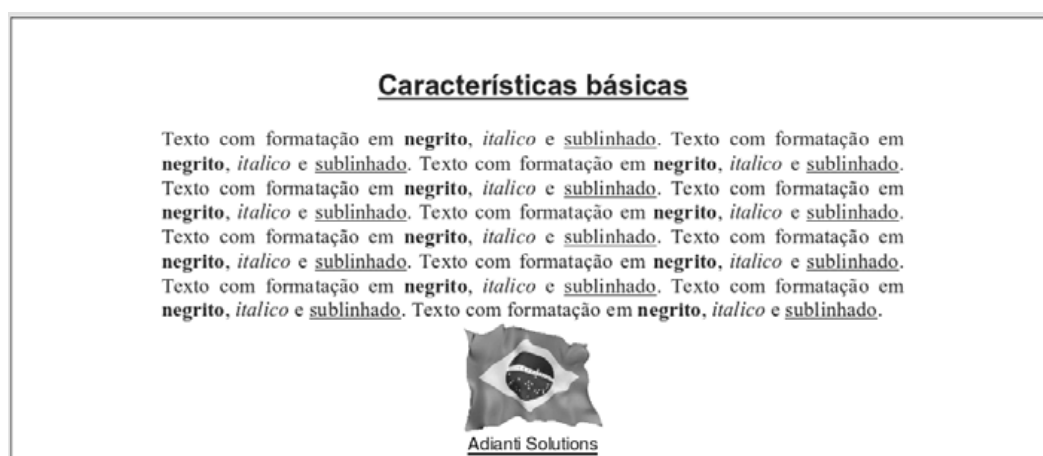 Características básicas
Texto com formatação em negrito, italico e sublinhado. Texto com formatação em
negrito, italico e sublinhado. Texto com formatação em negrito, italico e sublinhado.
Texto com formatação em negrito, italico e sublinhado. Texto com formatação em
negrito, italico e sublinhado. Texto com formatação em negrito, italico e sublinhado.
Texto com formatação em negrito, italico e sublinhado. Texto com formatação em
negrito, italico e sublinhado. Texto com formatação em negrito, italico e sublinhado.
Texto com formatação em negrito, italico e sublinhado. Texto com formatação em
negrito, italico e sublinhado. Texto com formatação em negrito, italico e sublinhado.
Adianti Solutions